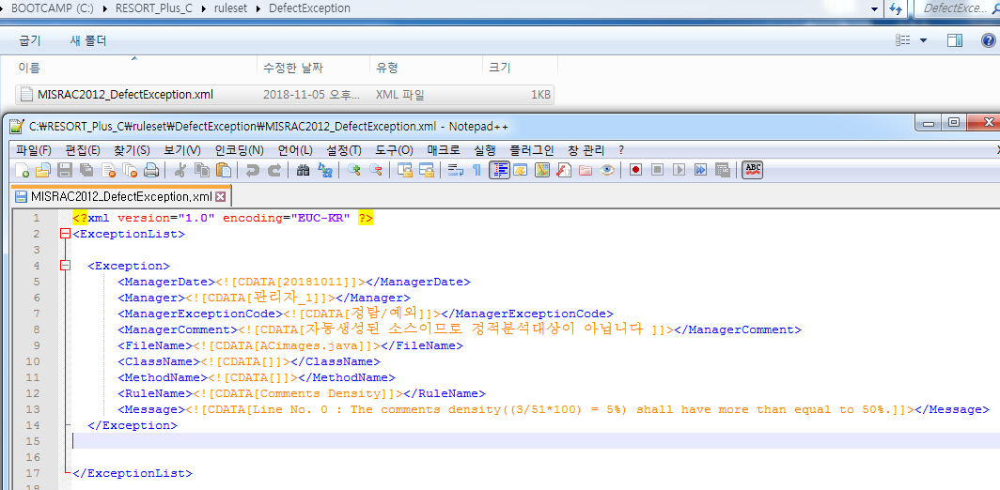 BOOTCAMP (C:) ▸ RESORT_Plus_C ▸ ruleset ▸ DefectException
DefectExce...
굽기 새 폴더
이름 수정한 날짜 유형 크기
MISRAC2012_DefectException.xml 2018-11-05 오후... XML 파일 1KB
C:₩RESORT_Plus_C₩ruleset₩DefectException₩MISRAC2012_DefectException.xml - Notepad++
파일(F) 편집(E) 찾기(S) 보기(V) 인코딩(N) 언어(L) 설정(T) 도구(O) 매크로 실행 플러그인 창 관리 ?
ABC
MISRAC2012_DefectException.xml
1 <?xml version="1.0" encoding="EUC-KR" ?>
2 <ExceptionList>
3
4 <Exception>
5 <ManagerDate><![CDATA[20181011]]></ManagerDate>
6 <Manager><![CDATA[관리자_1]]></Manager>
7 <ManagerExceptionCode><![CDATA[정탐/예외]]></ManagerExceptionCode>
8 <ManagerComment><![CDATA[자동생성된 소스이므로 정적분석대상이 아닙니다 ]]></ManagerComment>
9 <FileName><![CDATA[ACimages.java]]></FileName>
10 <ClassName><![CDATA[]]></ClassName>
11 <MethodName><![CDATA[]]></MethodName>
12 <RuleName><![CDATA[Comments Density]]></RuleName>
13 <Message><![CDATA[Line No. 0 : The comments density((3/51*100) = 5%) shall have more than equal to 50%.]]></Message>
14 </Exception>
15
16
17 </ExceptionList>
18